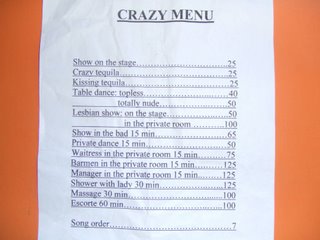 CRAZY MENU
Show on the stage..............................25
Crazy tequila.......................................25
Kissing tequila....................................25
Table dance: topless...........................40
totally nude.......................50
Lesbian show: on the stage.................50
in the private room ..........100
Show in the bad 15 min.......................65
Private dance 15 min...........................50
Waitress in the private room 15 min....75
Barmen in the private room 15 min.....125
Manager in the private room 15 min....125
Shower with lady 30 min.....................125
Massage 30 min...................................100
Escorte 60 min.....................................100
Song order............................................7